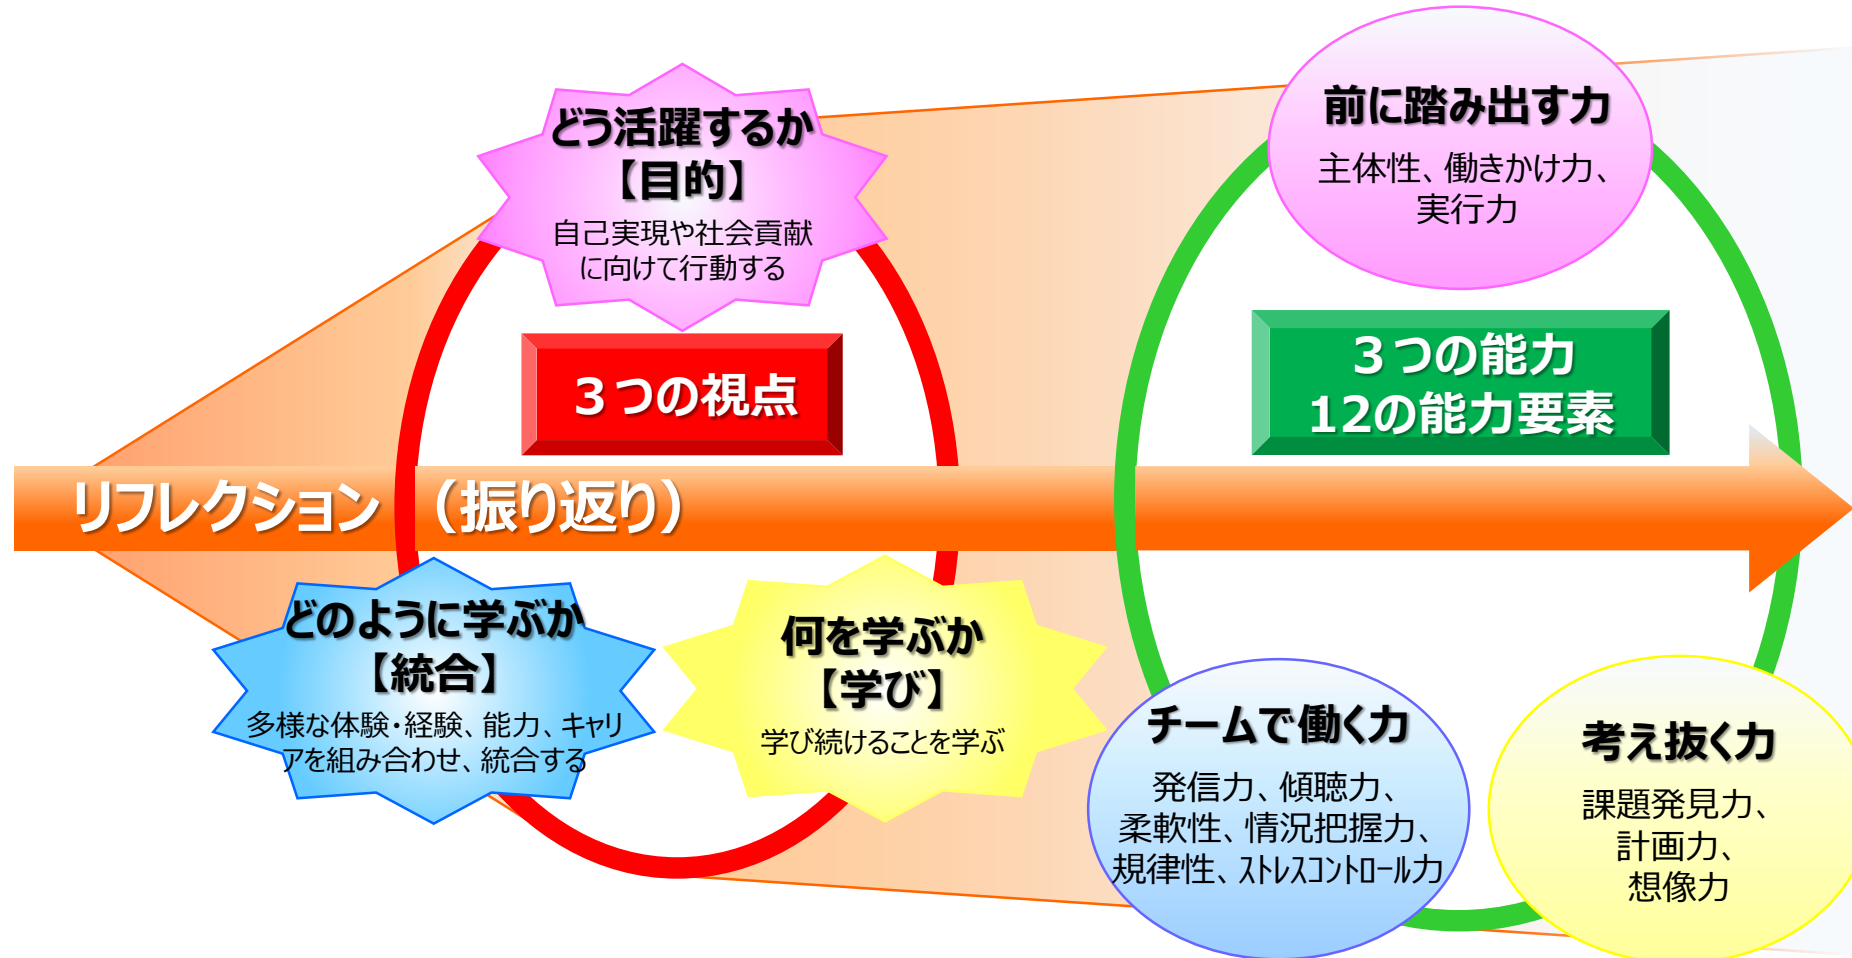 どう活躍するか
【目的】
自己実現や社会貢献
に向けて行動する
３つの視点
リフレクション （振り返り）
どのように学ぶか
【統合】
多様な体験・経験、能力、キャリ
アを組み合わせ、統合する
何を学ぶか
【学び】
学び続けることを学ぶ
前に踏み出す力
主体性、働きかけ力、
実行力
３つの能力
12の能力要素
チームで働く力
発信力、傾聴力、
柔軟性、情況把握力、
規律性、ストレスコントロール力
考え抜く力
課題発見力、
計画力、
想像力